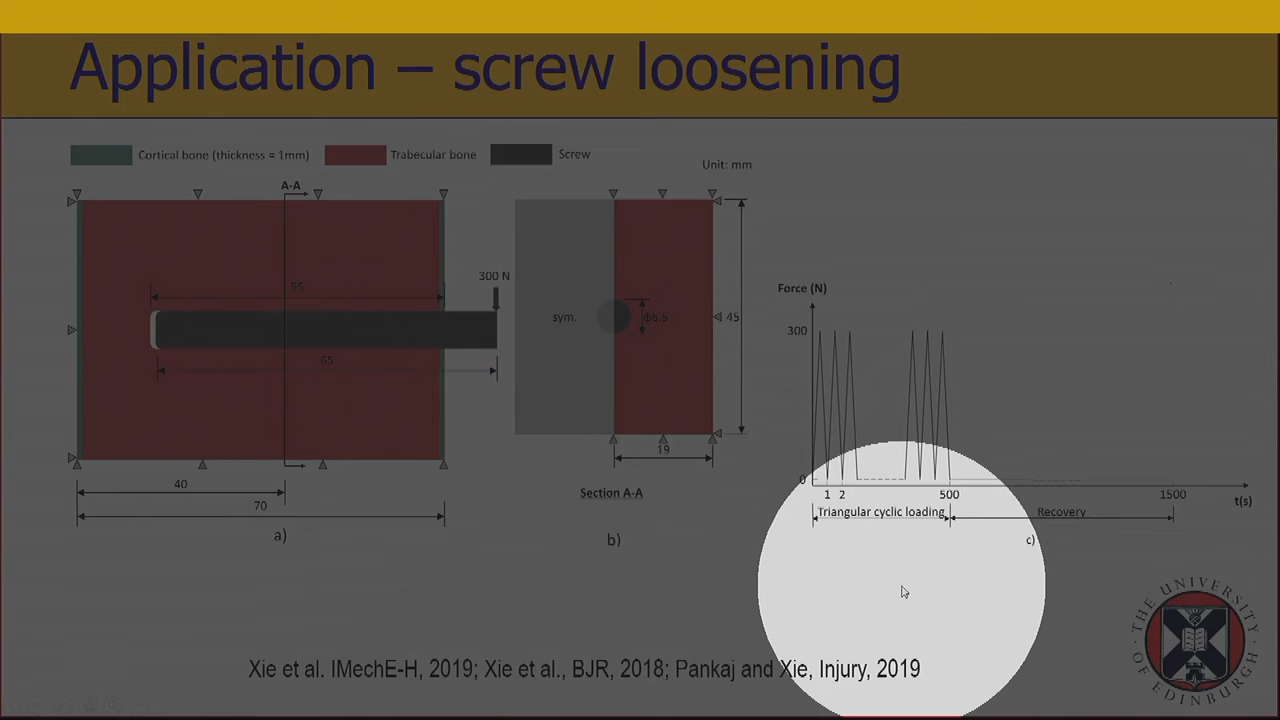 Application – screw loosening
Cortical bone (thickness = 1mm)
Trabecular bone
Screw
Unit: mm
A-A
55
300 N
65
40
70
a)
sym.
ϕ6.5
45
19
Section A-A
b)
Force (N)
300
0
1 2 500 1500
t(s)
Triangular cyclic loading
Recovery
c)
Xie et al. IMechE-H, 2019; Xie et al., BJR, 2018; Pankaj and Xie, Injury, 2019
THE UNIVERSITY
OF EDINBURGH